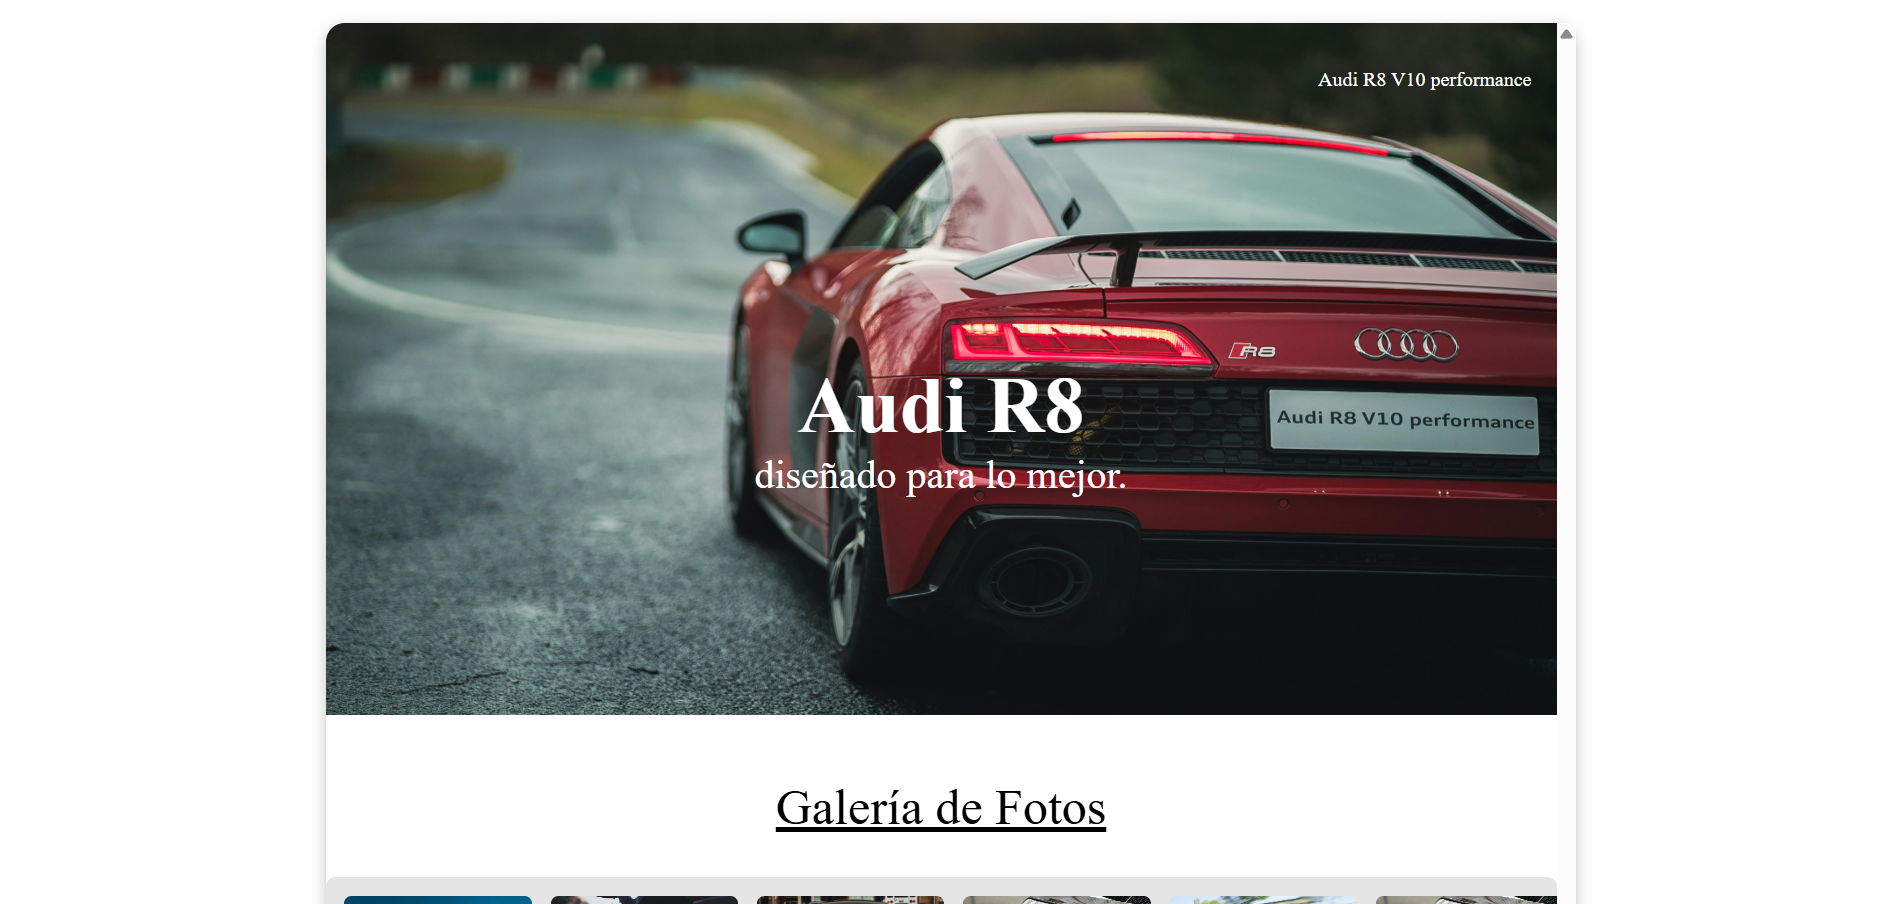 Audi R8 V10 performance
R8
Audi R8 V10 performance
Audi R8
diseñado para lo mejor.
Galería de Fotos